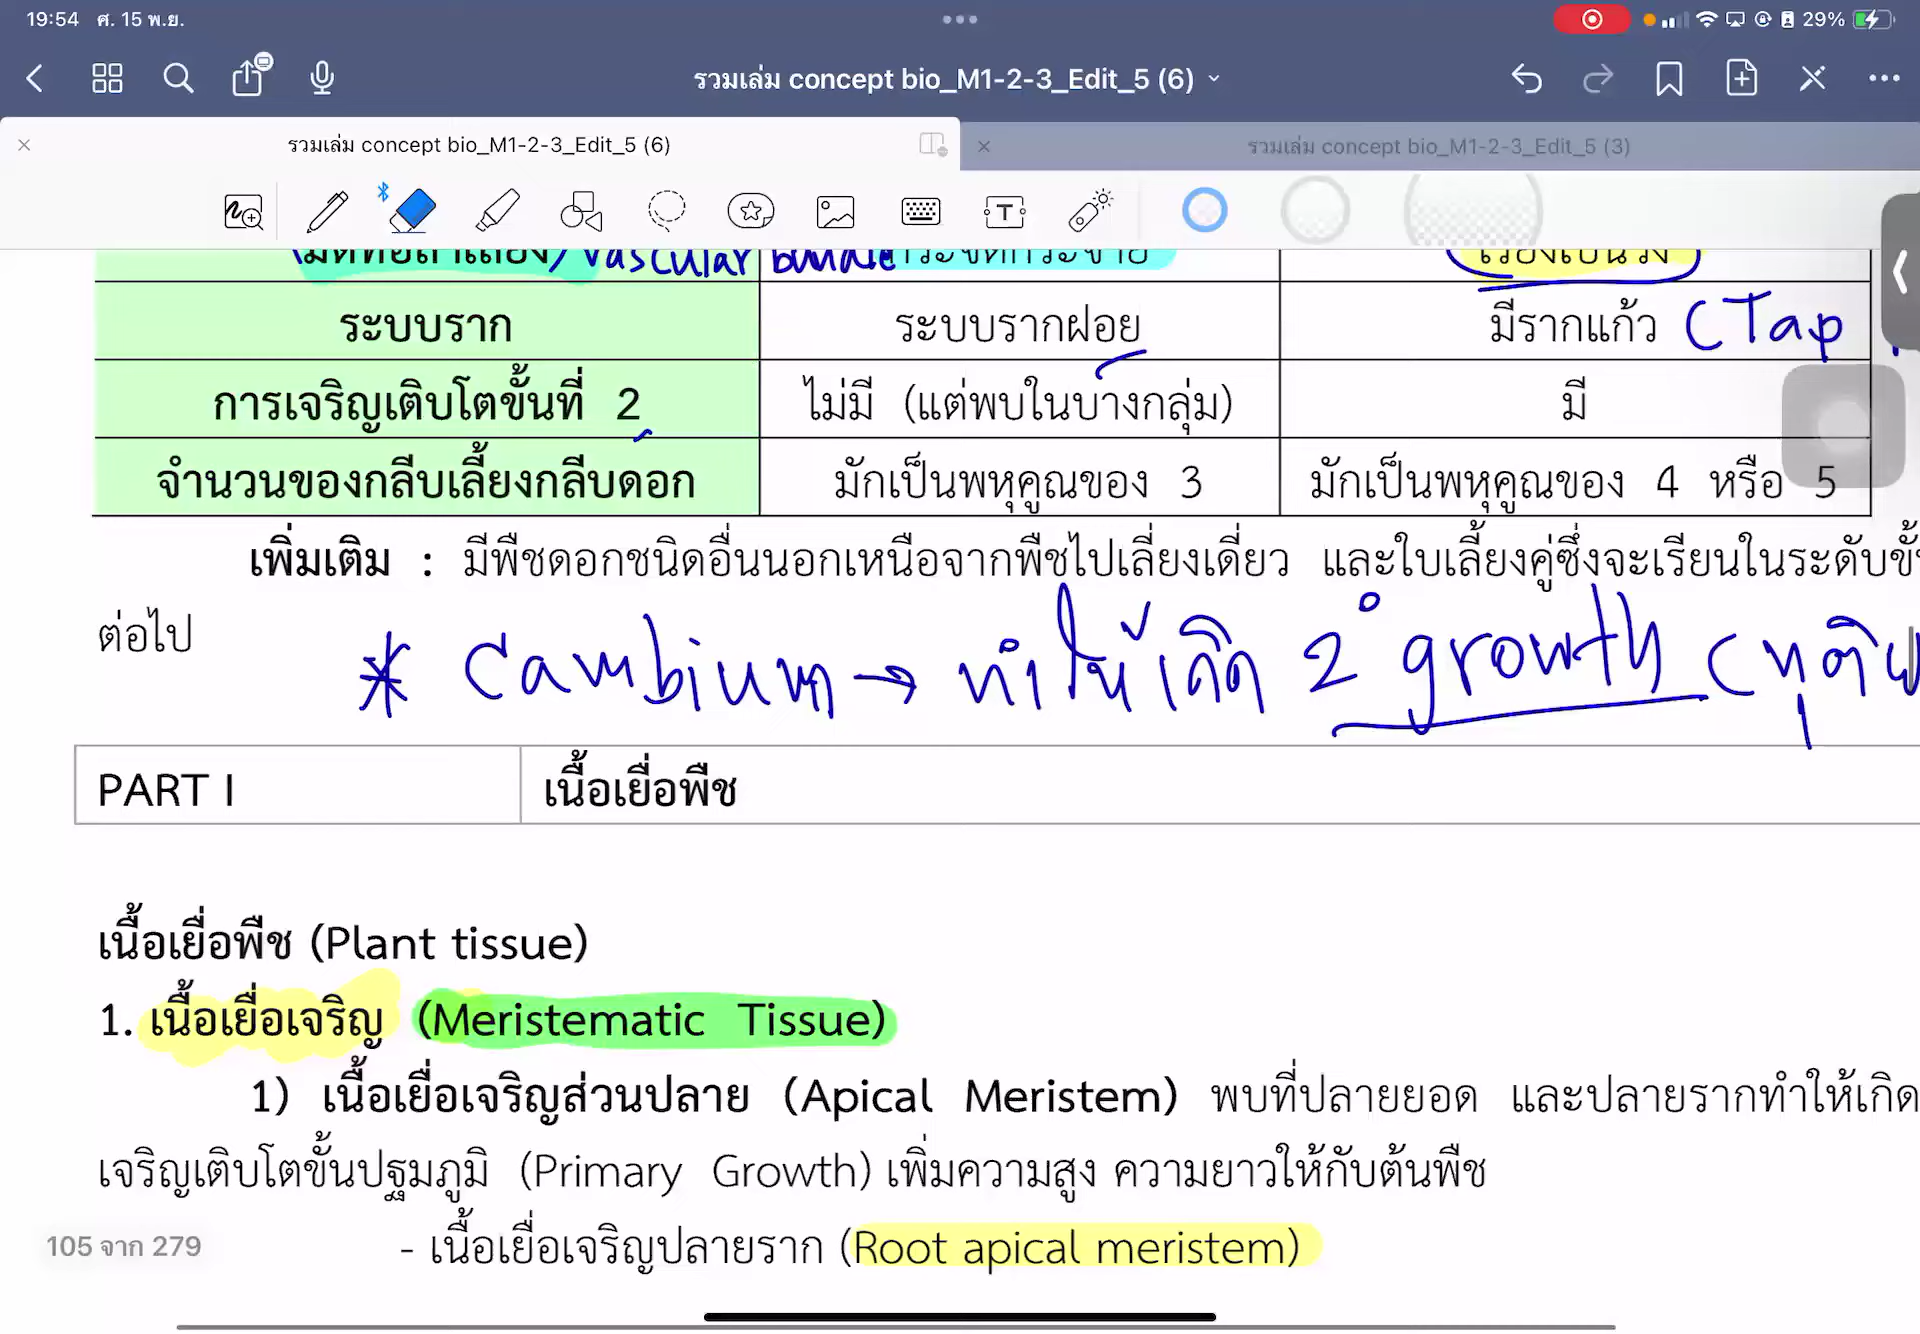 19:54 ศ. 15 พ.ย.
29%
รวมเล่ม concept bio_M1-2-3_Edit_5 (6)
รวมเล่ม concept bio_M1-2-3_Edit_5 (6)
รวมเล่ม concept bio_M1-2-3_Edit_5 (3)
/ Vascular bundle
ระบบราก ระบบรากฝอย มีรากแก้ว (Tap
การเจริญเติบโตขั้นที่ 2 ไม่มี (แต่พบในบางกลุ่ม) มี
จำนวนของกลีบเลี้ยงกลีบดอก มักเป็นพหุคูณของ 3 มักเป็นพหุคูณของ 4 หรือ 5
เพิ่มเติม : มีพืชดอกชนิดอื่นนอกเหนือจากพืชไปเลี่ยงเดี่ยว และใบเลี้ยงคู่ซึ่งจะเรียนในระดับ
ต่อไป
* Cambium → ทำให้เกิด 2° growth
PART I เนื้อเยื่อพืช
เนื้อเยื่อพืช (Plant tissue)
1. เนื้อเยื่อเจริญ (Meristematic Tissue)
1) เนื้อเยื่อเจริญส่วนปลาย (Apical Meristem) พบที่ปลายยอด และปลายรากทำให้เกิด
เจริญเติบโตขั้นปฐมภูมิ (Primary Growth) เพิ่มความสูง ความยาวให้กับต้นพืช
- เนื้อเยื่อเจริญปลายราก (Root apical meristem)
105 จาก 279